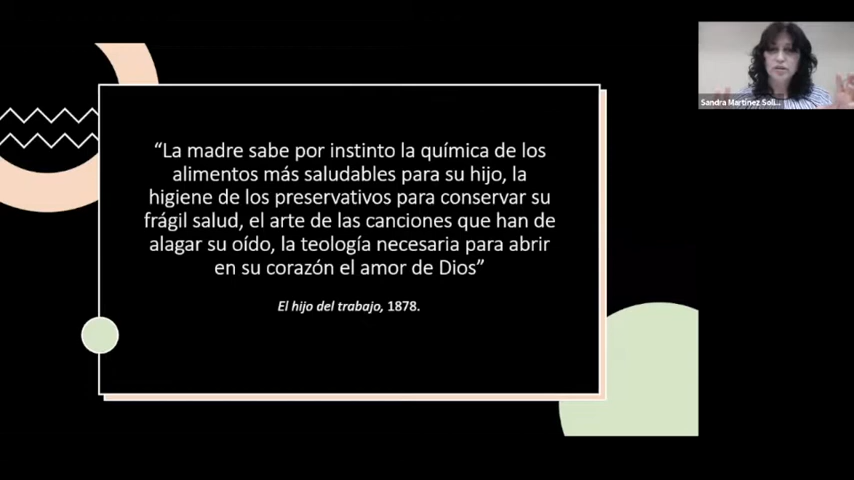 “La madre sabe por instinto la química de los
alimentos más saludables para su hijo, la
higiene de los preservativos para conservar su
frágil salud, el arte de las canciones que han de
alagar su oído, la teología necesaria para abrir
en su corazón el amor de Dios”
El hijo del trabajo, 1878.
Sandra Martínez Solí...